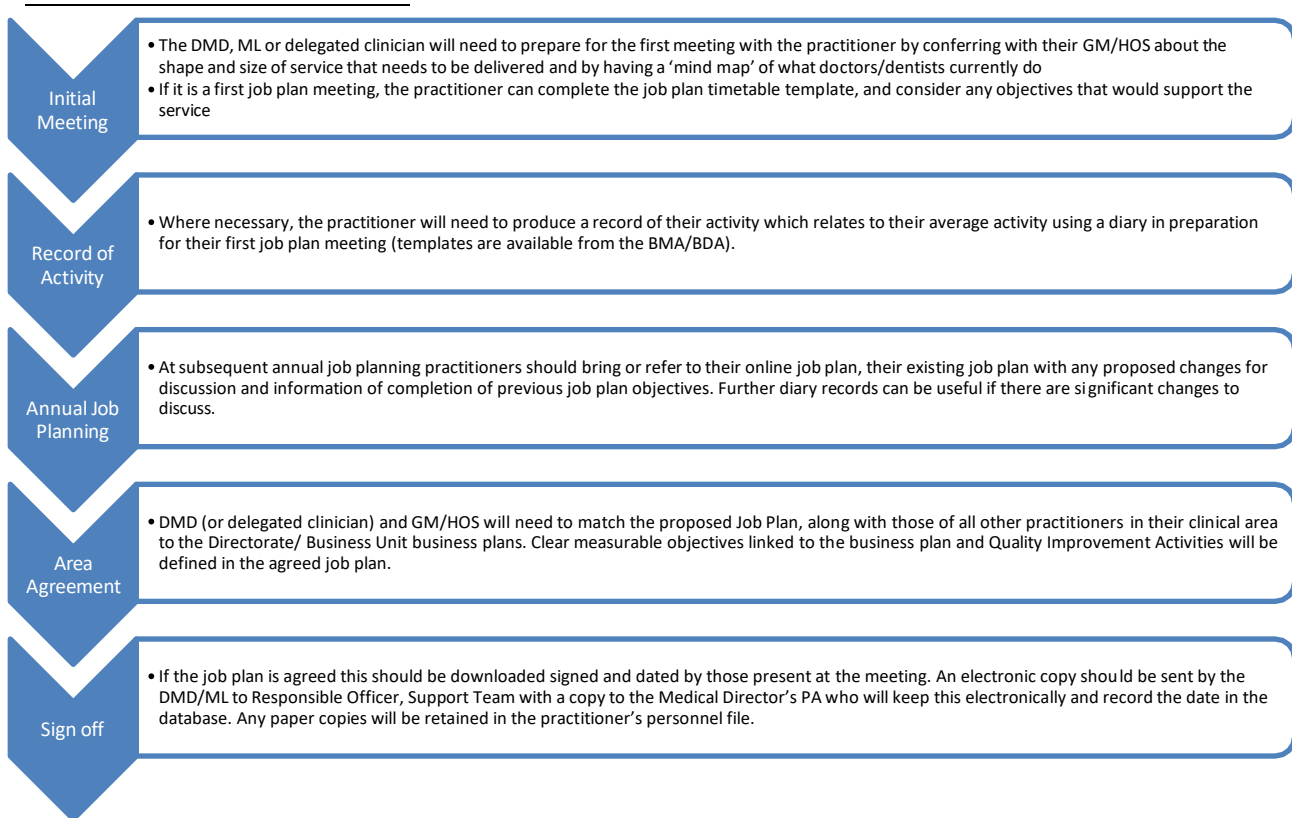 Initial
Meeting
• The DMD, ML or delegated clinician will need to prepare for the first meeting with the practitioner by conferring with their GM/HOS about the
shape and size of service that needs to be delivered and by having a ‘mind map’ of what doctors/dentists currently do
• If it is a first job plan meeting, the practitioner can complete the job plan timetable template, and consider any objectives that would support the
service
Record of
Activity
• Where necessary, the practitioner will need to produce a record of their activity which relates to their average activity using a diary in preparation
for their first job plan meeting (templates are available from the BMA/BDA).
Annual Job
Planning
• At subsequent annual job planning practitioners should bring or refer to their online job plan, their existing job plan with any proposed changes for
discussion and information of completion of previous job plan objectives. Further diary records can be useful if there are significant changes to
discuss.
Area
Agreement
• DMD (or delegated clinician) and GM/HOS will need to match the proposed Job Plan, along with those of all other practitioners in their clinical area
to the Directorate/ Business Unit business plans. Clear measurable objectives linked to the business plan and Quality Improvement Activities will be
defined in the agreed job plan.
Sign off
• If the job plan is agreed this should be downloaded signed and dated by those present at the meeting. An electronic copy should be sent by the
DMD/ML to Responsible Officer, Support Team with a copy to the Medical Director’s PA who will keep this electronically and record the date in the
database. Any paper copies will be retained in the practitioner’s personnel file.